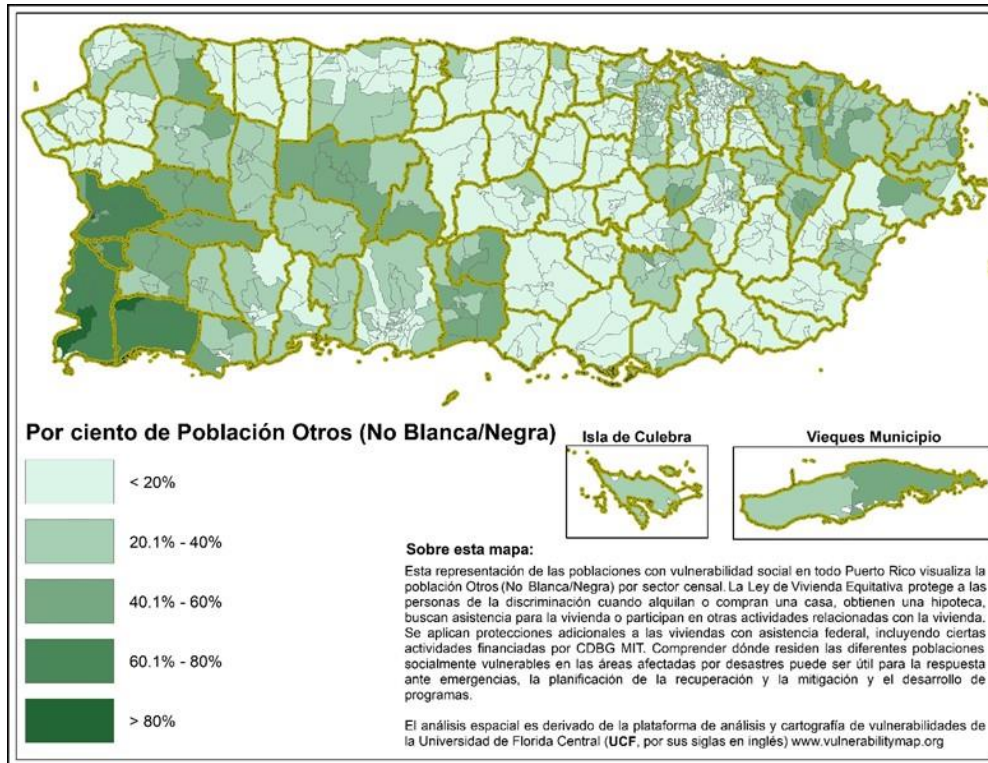 Por ciento de Población Otros (No Blanca/Negra)
< 20%
20.1% - 40%
40.1% - 60%
60.1% - 80%
> 80%
Isla de Culebra
Vieques Municipio
Sobre esta mapa:
Esta representación de las poblaciones con vulnerabilidad social en todo Puerto Rico visualiza la
población Otros (No Blanca/Negra) por sector censal. La Ley de Vivienda Equitativa protege a las
personas de la discriminación cuando alquilan o compran una casa, obtienen una hipoteca,
buscan asistencia para la vivienda o participan en otras actividades relacionadas con la vivienda.
Se aplican protecciones adicionales a las viviendas con asistencia federal, incluyendo ciertas
actividades financiadas por CDBG MIT. Comprender dónde residen las diferentes poblaciones
socialmente vulnerables en las áreas afectadas por desastres puede ser útil para la respuesta
ante emergencias, la planificación de la recuperación y la mitigación y el desarrollo de
programas.
El análisis espacial es derivado de la plataforma de análisis y cartografía de vulnerabilidades de
la Universidad de Florida Central (UCF, por sus siglas en inglés) www.vulnerabilitymap.org